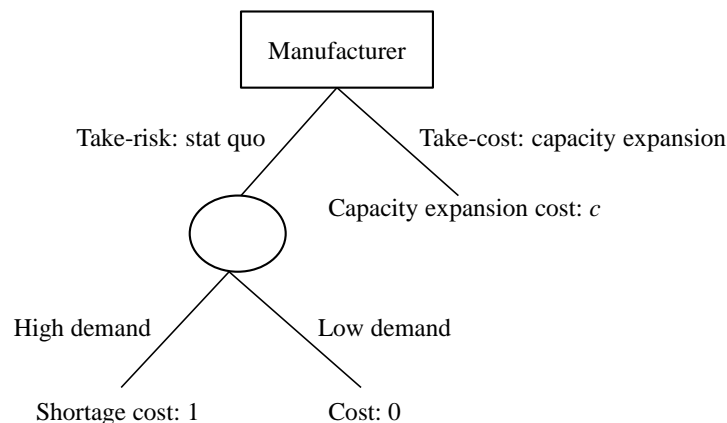 Manufacturer
Take-risk: stat quo
Take-cost: capacity expansion
Capacity expansion cost: c
High demand
Low demand
Shortage cost: 1
Cost: 0